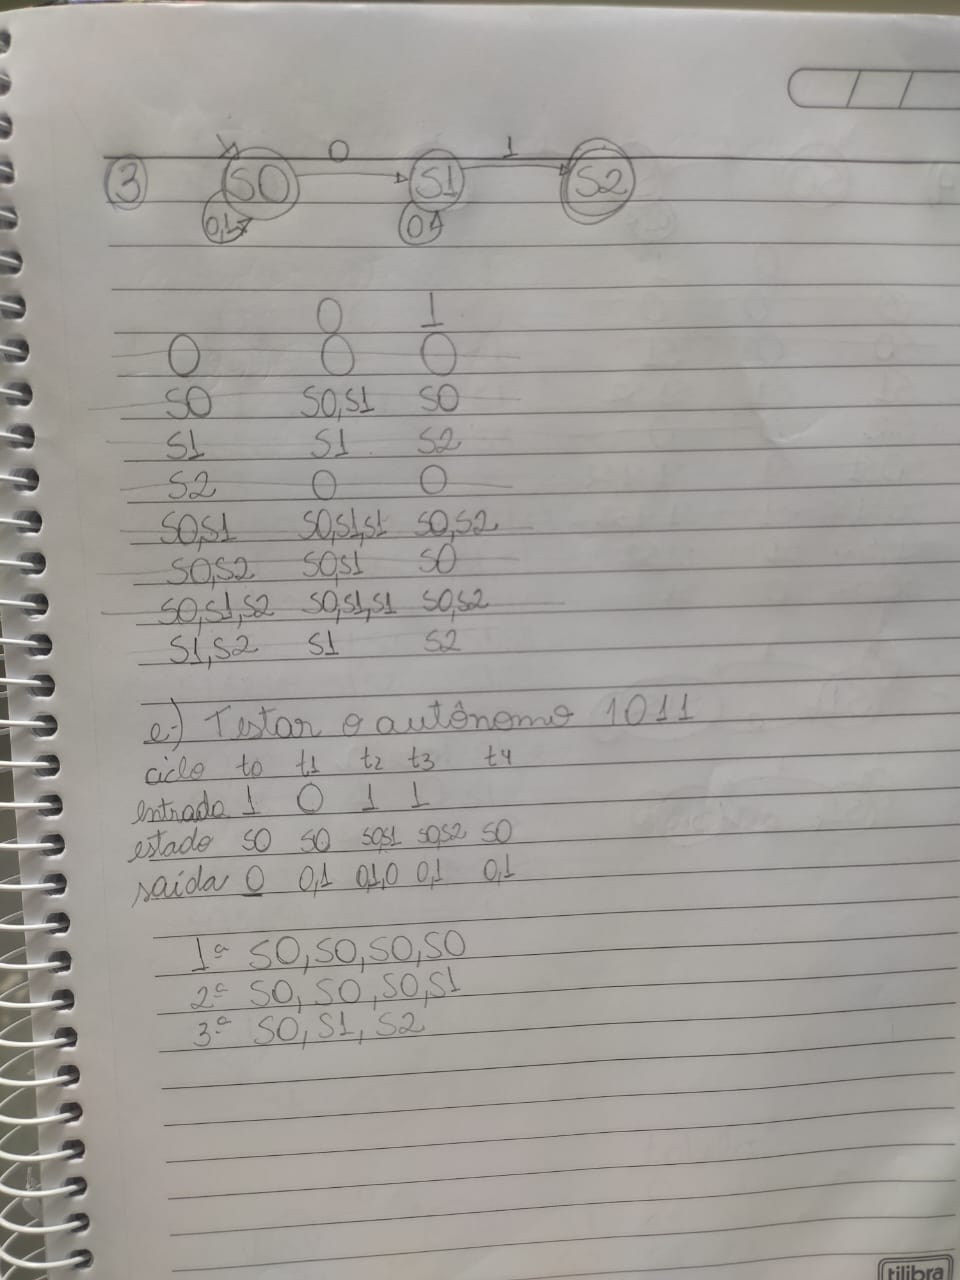 3 S0 0 S1 1 S2
0,1 0
0 1
0 0 0
S0 S0,S1 S0
S1 S1 S2
S2 0 0
S0,S1 S0,S1,S1 S0,S2
S0,S2 S0,S1 S0
S0,S1,S2 S0,S1,S1 S0,S2
S1,S2 S1 S2
e-) Testar o autônomo 1011
ciclo t0 t1 t2 t3 t4
entrada 1 0 1 1
estado S0 S0 S0,S1 S0,S2 S0
saída 0 0,1 0,1,0 0,1 0,1
1ª S0,S0,S0,S0
2ª S0,S0,S0,S1
3ª S0,S1,S2
tilibra